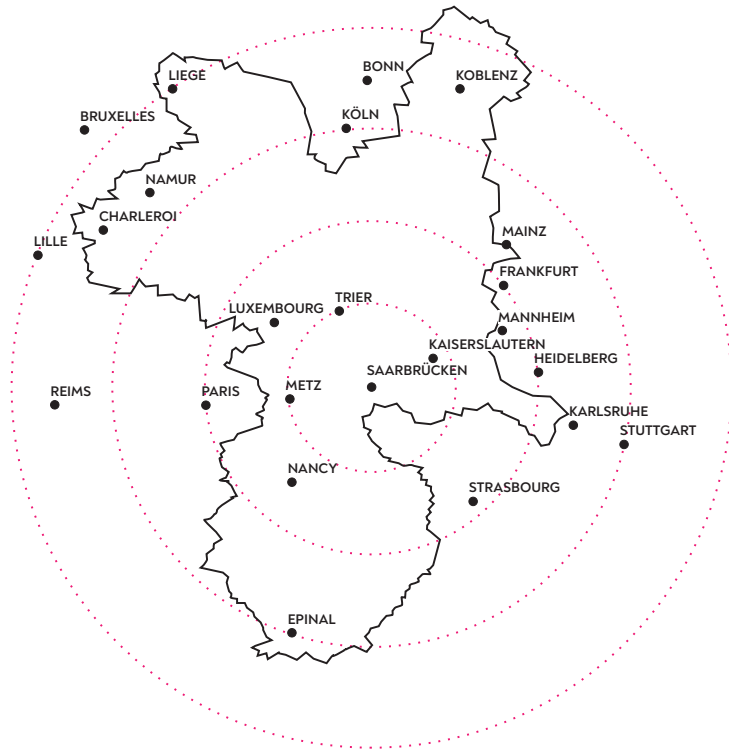 BONN
LIEGE
KOBLENZ
BRUXELLES
KÖLN
NAMUR
CHARLEROI
MAINZ
LILLE
FRANKFURT
TRIER
LUXEMBOURG
MANNHEIM
KAISERSLAUTERN
HEIDELBERG
SAARBRÜCKEN
REIMS
PARIS
METZ
KARLSRUHE
STUTTGART
NANCY
STRASBOURG
EPINAL